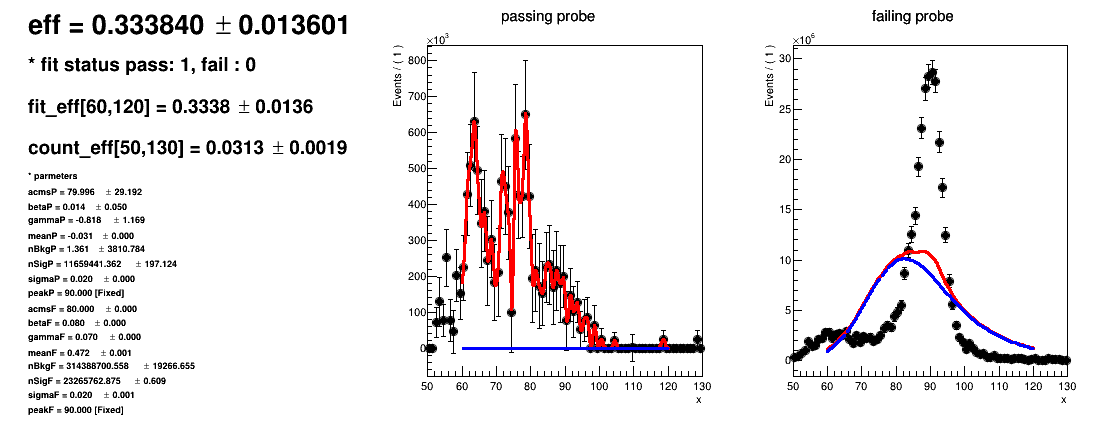 eff = 0.333840 ± 0.013601
* fit status pass: 1, fail : 0
fit_eff[60,120] = 0.3338 ± 0.0136
count_eff[50,130] = 0.0313 ± 0.0019
* parmeters
acmsP = 79.996 ± 29.192
betaP = 0.014 ± 0.050
gammaP = -0.818 ± 1.169
meanP = -0.031 ± 0.000
nBkgP = 1.361 ± 3810.784
nSigP = 11659441.362 ± 197.124
sigmaP = 0.020 ± 0.000
peakP = 90.000 [Fixed]
acmsF = 80.000 ± 0.000
betaF = 0.080 ± 0.000
gammaF = 0.070 ± 0.000
meanF = 0.472 ± 0.001
nBkgF = 314388700.558 ± 19266.655
nSigF = 23265762.875 ± 0.609
sigmaF = 0.020 ± 0.001
peakF = 90.000 [Fixed]
passing probe
×10³
Events / ( 1 )
800
700
600
500
400
300
200
100
0
50 60 70 80 90 100 110 120 130
x
failing probe
×10⁶
Events / ( 1 )
30
25
20
15
10
5
0
50 60 70 80 90 100 110 120 130
x